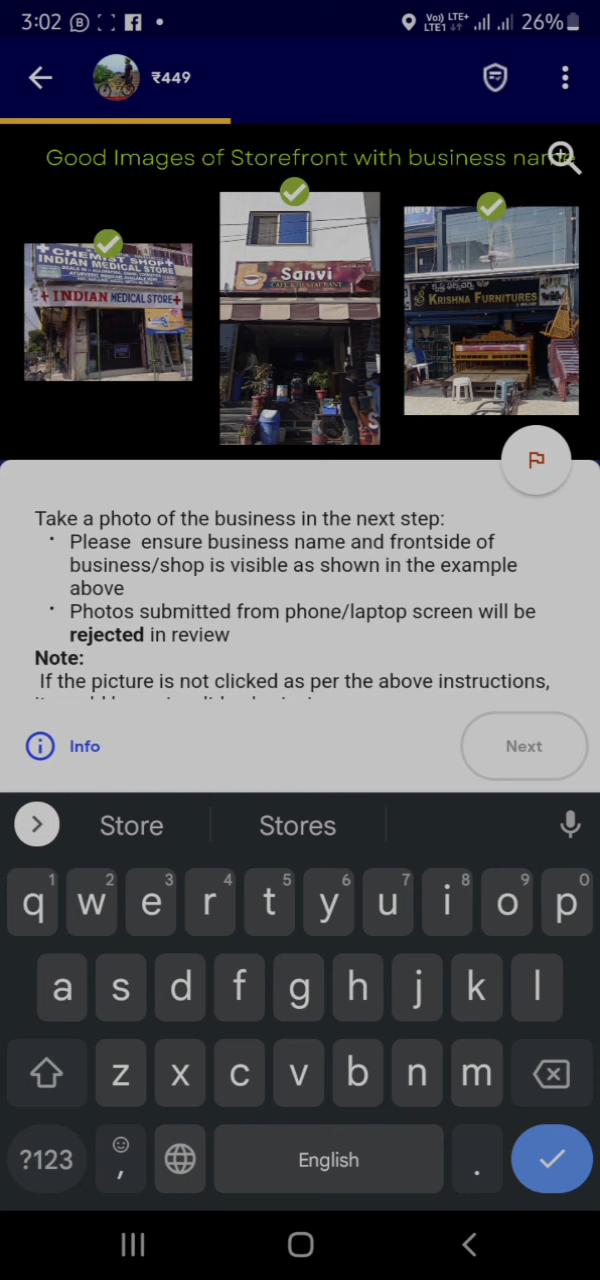 3:02
Vo)) LTE+
LTE1
26%
₹449
Good Images of Storefront with business name
CHEMIST SHOP
INDIAN MEDICAL STORE
INDIAN MEDICAL STORE
Sanvi
CAFE & RESTAURANT
KRISHNA FURNITURES
Take a photo of the business in the next step:
• Please ensure business name and frontside of
business/shop is visible as shown in the example
above
• Photos submitted from phone/laptop screen will be
rejected in review
Note:
If the picture is not clicked as per the above instructions,
Info
Next
Store
Stores
1 2 3 4 5 6 7 8 9 0
q w e r t y u i o p
a s d f g h j k l
z x c v b n m
?123 , English .